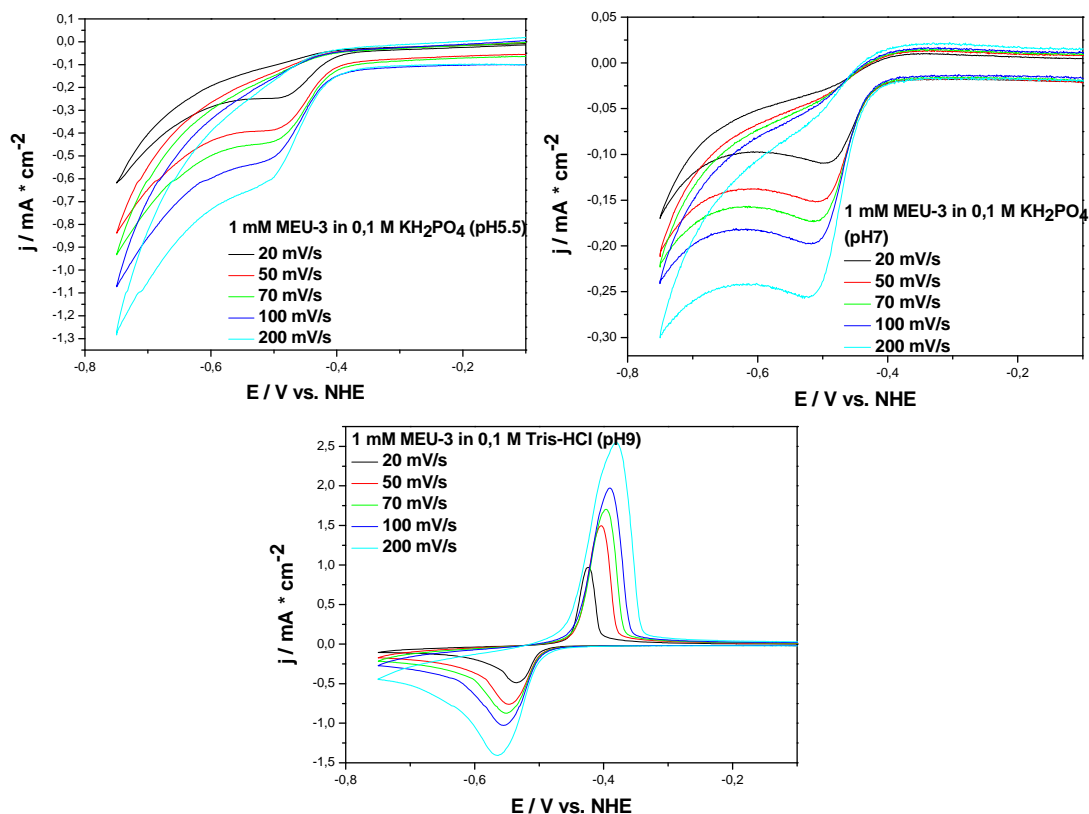 0,1
0,0
-0,1
-0,2
-0,3
-0,4
-0,5
-0,6
-0,7
-0,8
-0,9
-1,0
-1,1
-1,2
-1,3
j / mA * cm-2
1 mM MEU-3 in 0,1 M KH2PO4 (pH5.5)
20 mV/s
50 mV/s
70 mV/s
100 mV/s
200 mV/s
-0,8 -0,6 -0,4 -0,2
E / V vs. NHE
0,05
0,00
-0,05
-0,10
-0,15
-0,20
-0,25
-0,30
j / mA * cm-2
1 mM MEU-3 in 0,1 M KH2PO4
(pH7)
20 mV/s
50 mV/s
70 mV/s
100 mV/s
200 mV/s
-0,8 -0,6 -0,4 -0,2
E / V vs. NHE
1 mM MEU-3 in 0,1 M Tris-HCl (pH9)
20 mV/s
50 mV/s
70 mV/s
100 mV/s
200 mV/s
2,5
2,0
1,5
1,0
0,5
0,0
-0,5
-1,0
-1,5
j / mA * cm-2
-0,8 -0,6 -0,4 -0,2
E / V vs. NHE